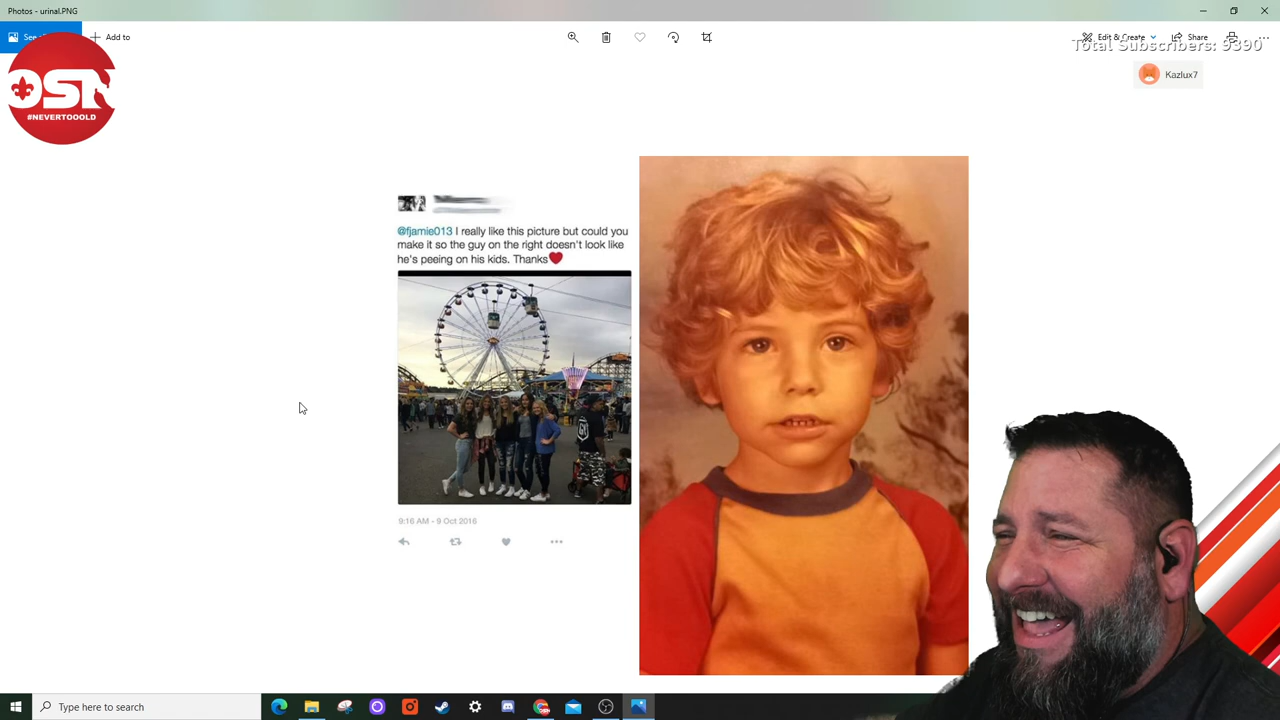 Photos - urinal.PNG
Add to
Edit & Create
Share
Total Subscribers: 9390
OSN
#NEVERTOOOLD
Kazlux7
@fjamie013 I really like this picture but could you
make it so the guy on the right doesn't look like
he's peeing on his kids. Thanks❤
9:16 AM - 9 Oct 2016
Type here to search